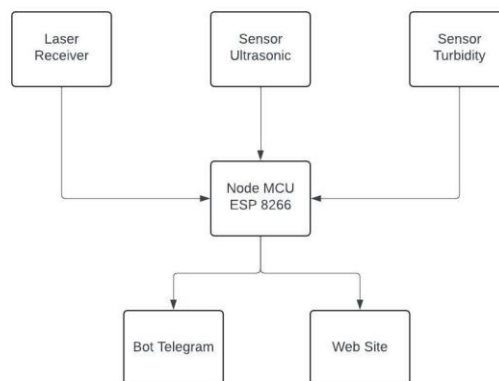 Laser
Receiver
Sensor
Ultrasonic
Sensor
Turbidity
Node MCU
ESP 8266
Bot Telegram
Web Site